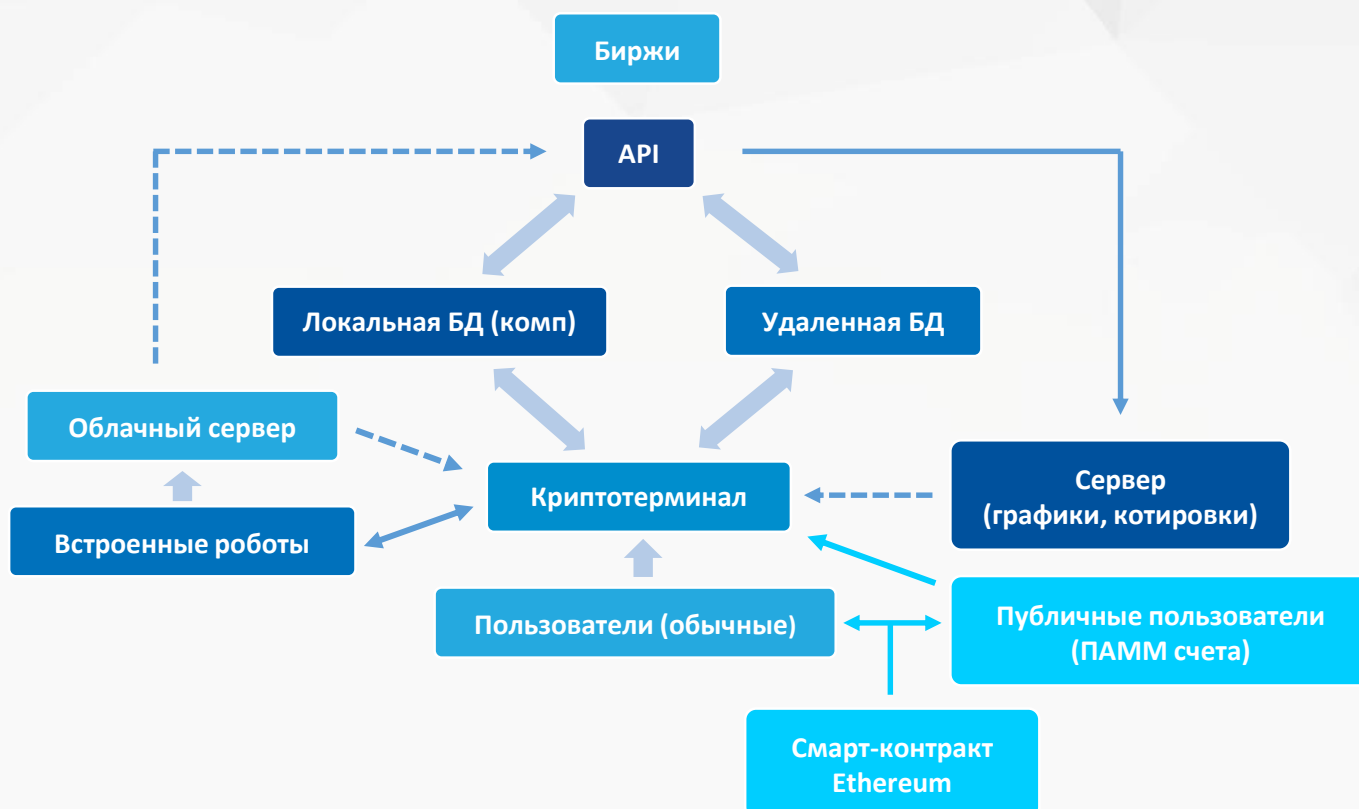 Биржи
API
Локальная БД (комп)
Удаленная БД
Облачный сервер
Криптотерминал
Сервер
(графики, котировки)
Встроенные роботы
Пользователи (обычные)
Публичные пользователи
(ПАММ счета)
Смарт-контракт
Ethereum